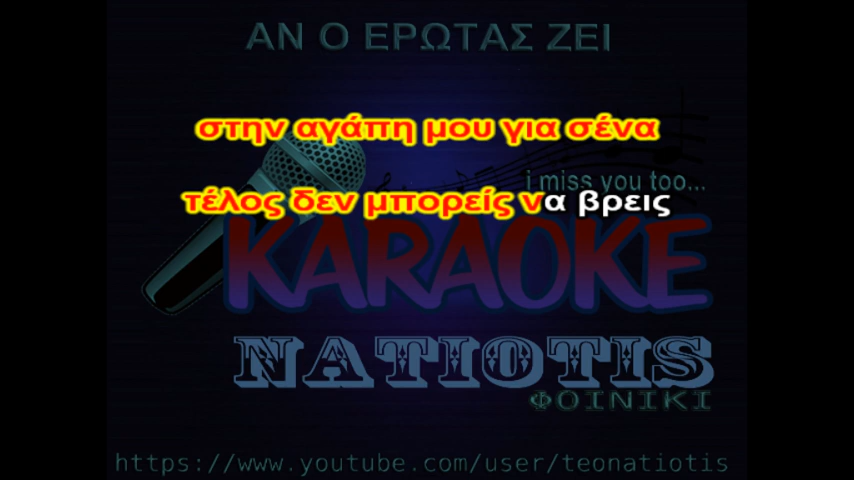 ΑΝ Ο ΕΡΩΤΑΣ ΖΕΙ
στην αγάπη μου για σένα
i miss you too...
τέλος δεν μπορείς να βρεις
KARAOKE
NATIOTIS
ΦΟΙΝΙΚΙ
https://www.youtube.com/user/teonatiotis